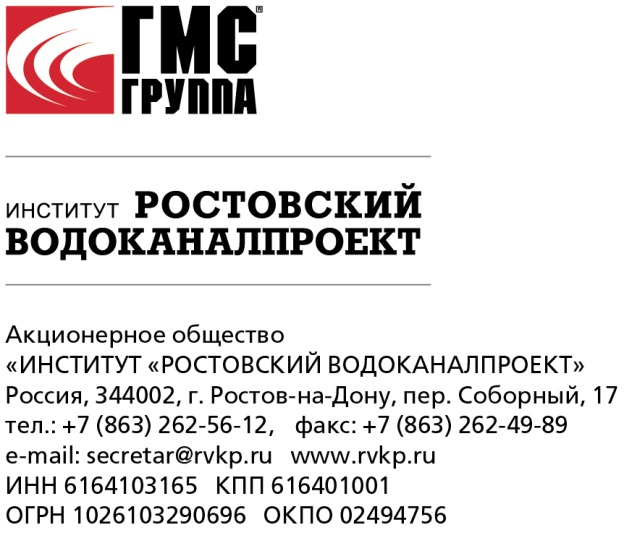 ГМС®
ГРУППА
ИНСТИТУТ РОСТОВСКИЙ
ВОДОКАНАЛПРОЕКТ
Акционерное общество
«ИНСТИТУТ «РОСТОВСКИЙ ВОДОКАНАЛПРОЕКТ»
Россия, 344002, г. Ростов-на-Дону, пер. Соборный, 17
тел.: +7 (863) 262-56-12, факс: +7 (863) 262-49-89
e-mail: secretar@rvkp.ru www.rvkp.ru
ИНН 6164103165 КПП 616401001
ОГРН 1026103290696 ОКПО 02494756